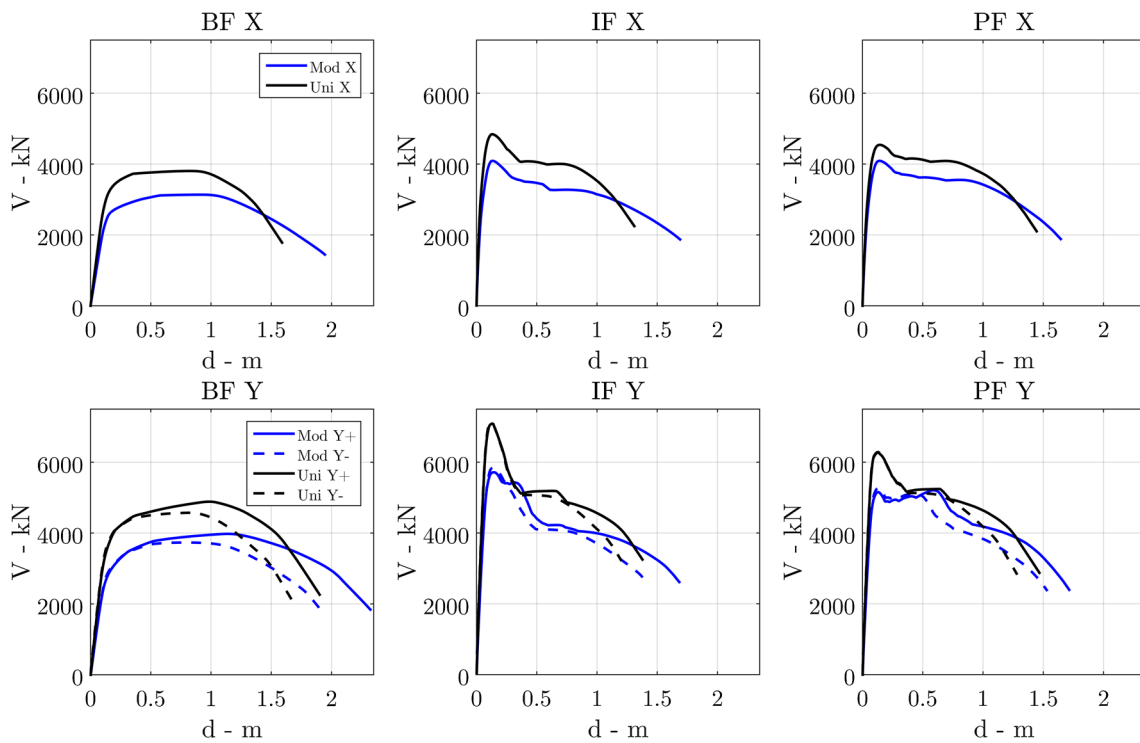 BF X
IF X
PF X
V - kN
6000
4000
2000
0
Mod X
Uni X
0 0.5 1 1.5 2
d - m
V - kN
6000
4000
2000
0
0 0.5 1 1.5 2
d - m
V - kN
6000
4000
2000
0
0 0.5 1 1.5 2
d - m
BF Y
IF Y
PF Y
V - kN
6000
4000
2000
0
Mod Y+
Mod Y-
Uni Y+
Uni Y-
0 0.5 1 1.5 2
d - m
V - kN
6000
4000
2000
0
0 0.5 1 1.5 2
d - m
V - kN
6000
4000
2000
0
0 0.5 1 1.5 2
d - m